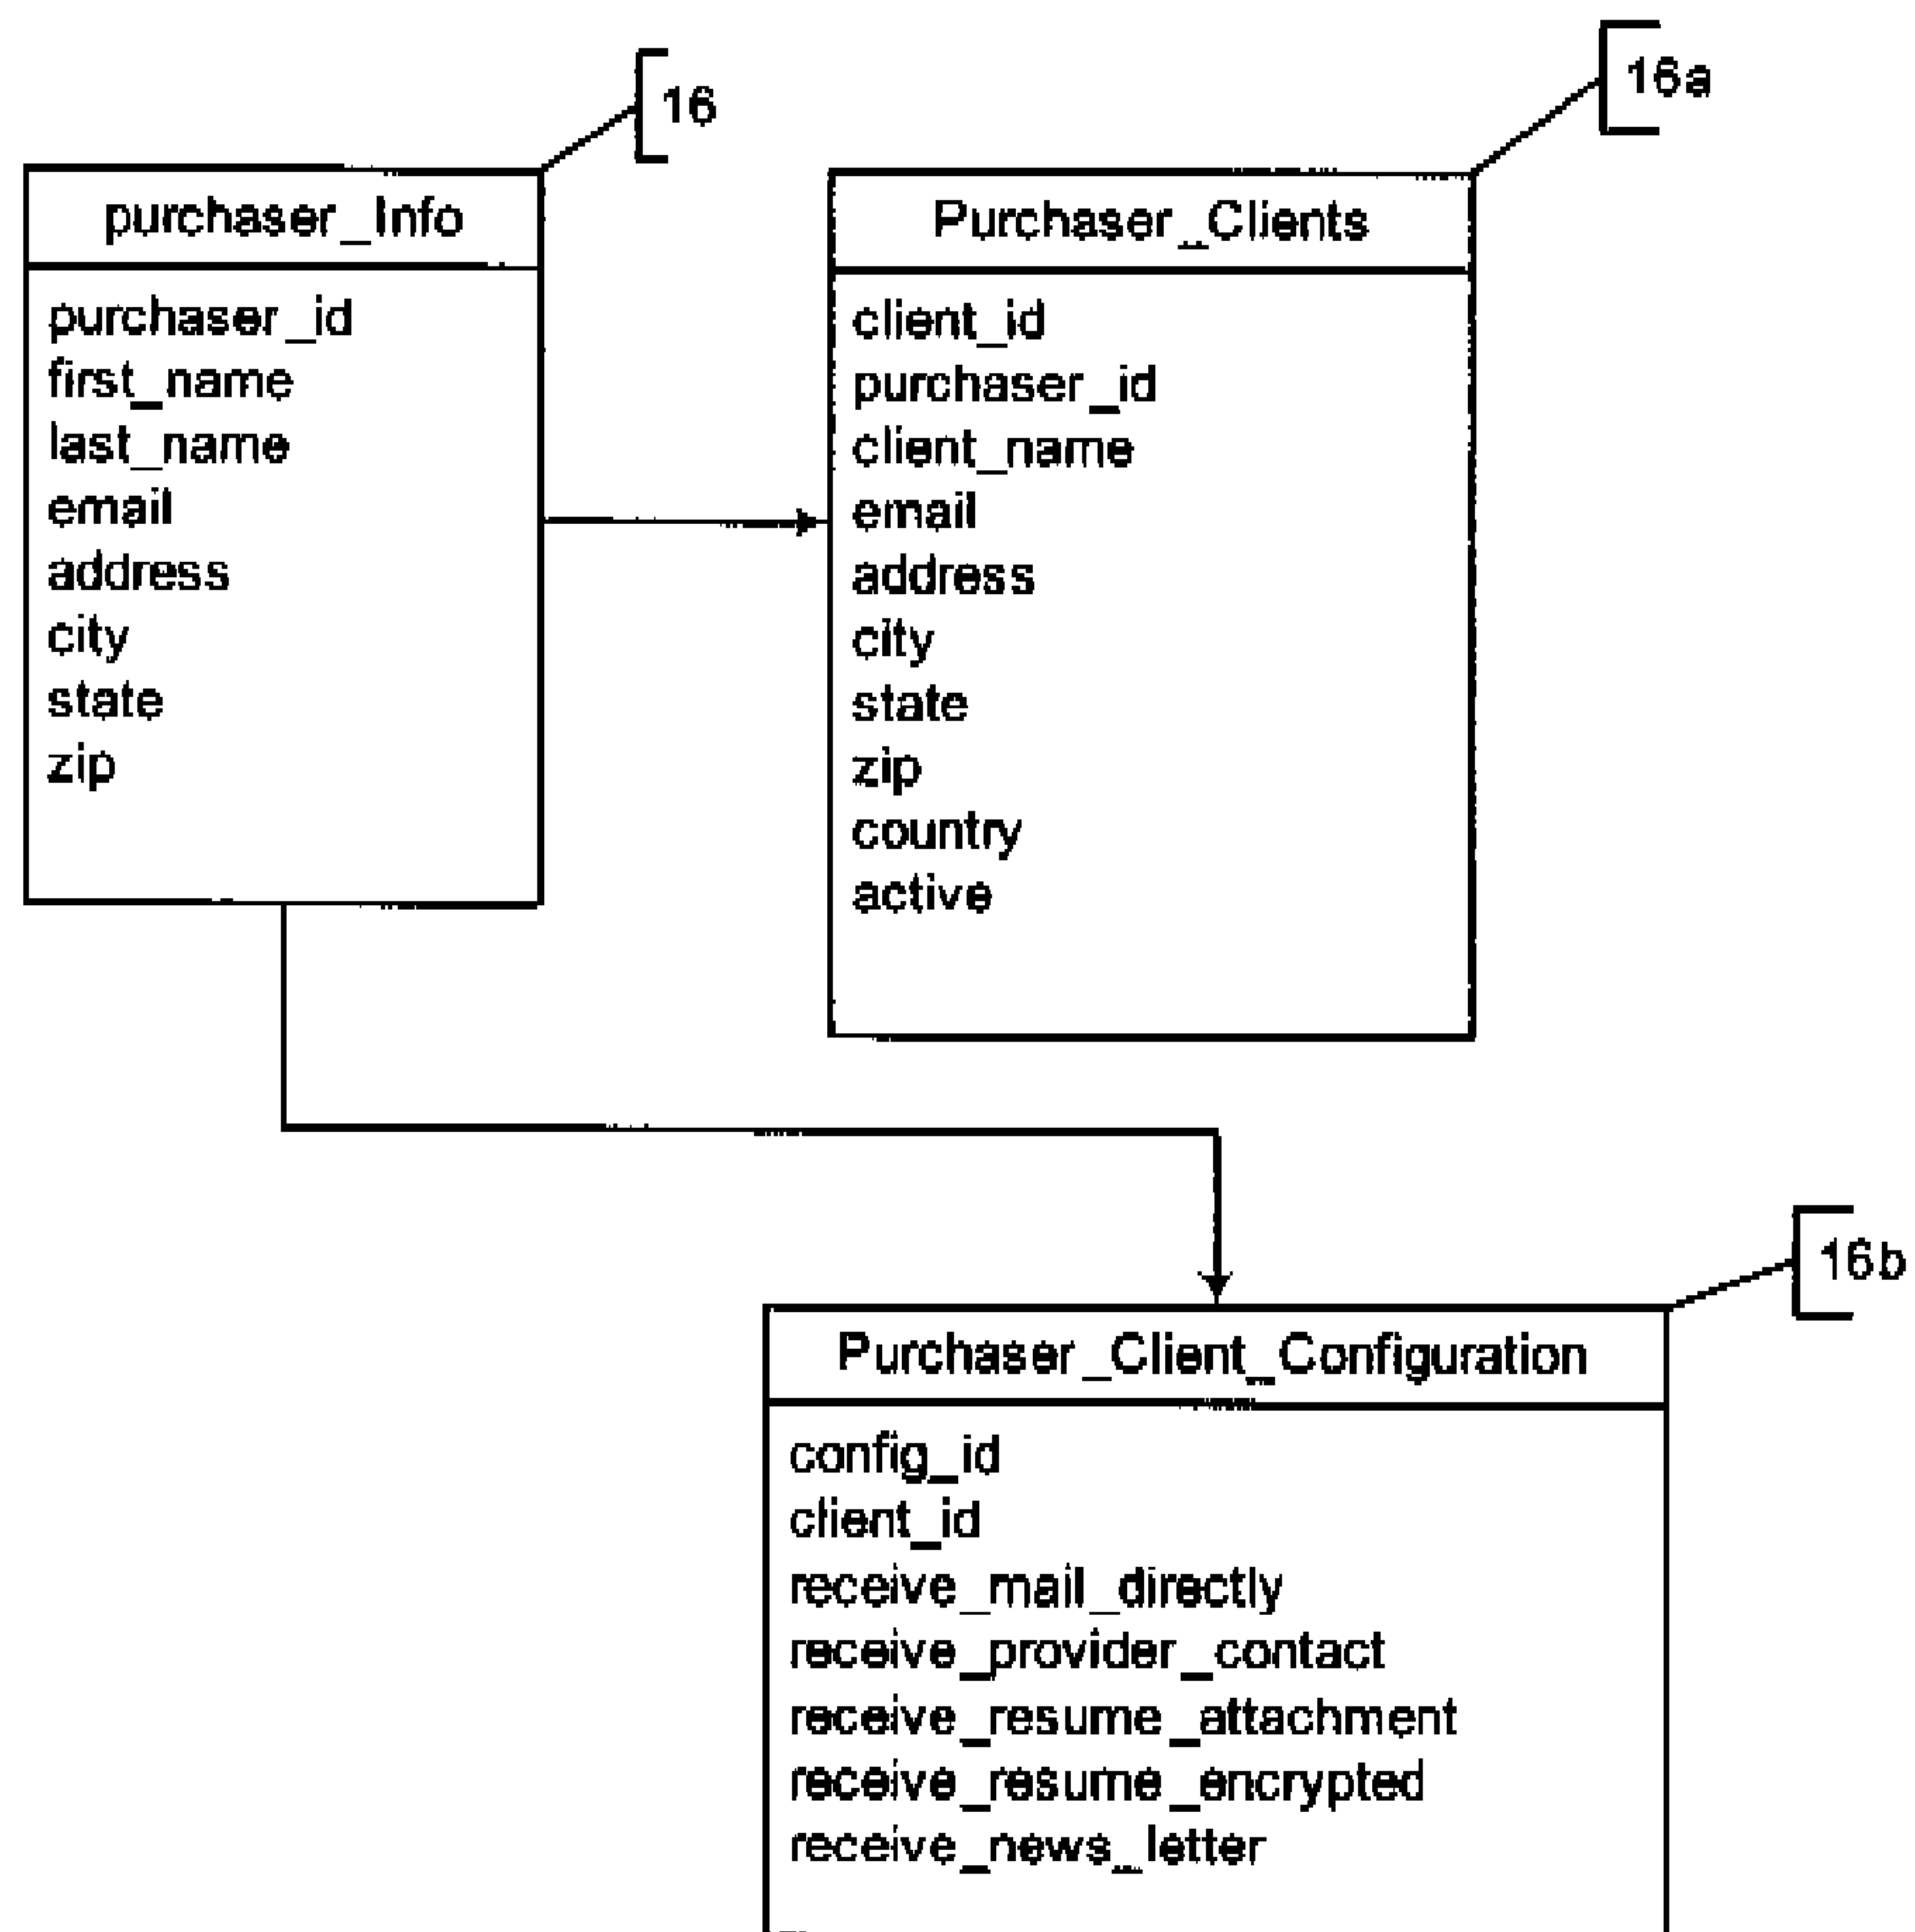 16
purchaser_Info
purchaser_id
first_name
last_name
email
address
city
state
zip
16a
Purchaser_Clients
client_id
purchaser_id
client_name
email
address
city
state
zip
country
active
16b
Purchaser_Client_Configuration
config_id
client_id
receive_mail_directly
receive_provider_contact
receive_resume_attachment
receive_resume_encrypted
receive_news_letter